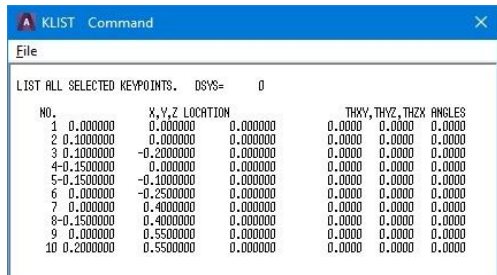 KLIST Command
File
LIST ALL SELECTED KEYPOINTS. DSYS= 0
NO. X,Y,Z LOCATION THXY,THYZ,THZX ANGLES
1 0.000000 0.000000 0.000000 0.0000 0.0000 0.0000
2 0.1000000 0.000000 0.000000 0.0000 0.0000 0.0000
3 0.1000000 -0.2000000 0.000000 0.0000 0.0000 0.0000
4-0.1500000 0.000000 0.000000 0.0000 0.0000 0.0000
5-0.1500000 -0.1000000 0.000000 0.0000 0.0000 0.0000
6 0.000000 -0.2500000 0.000000 0.0000 0.0000 0.0000
7 0.000000 0.4000000 0.000000 0.0000 0.0000 0.0000
8-0.1500000 0.4000000 0.000000 0.0000 0.0000 0.0000
9 0.000000 0.5500000 0.000000 0.0000 0.0000 0.0000
10 0.2000000 0.5500000 0.000000 0.0000 0.0000 0.0000